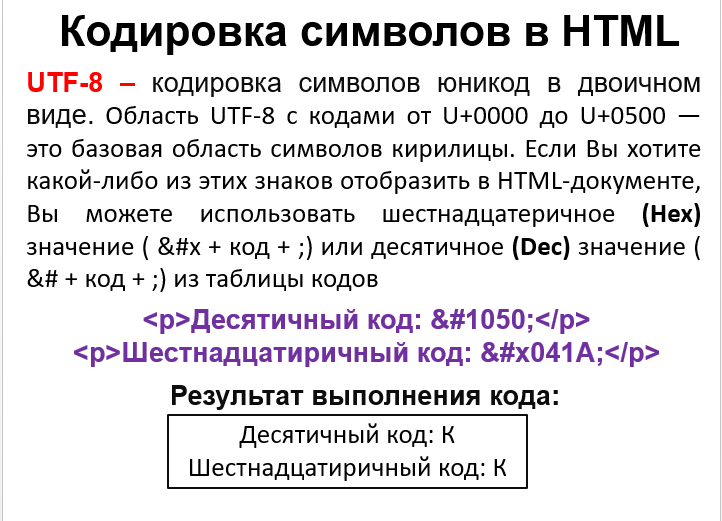 Кодировка символов в HTML
UTF-8 – кодировка символов юникод в двоичном
виде. Область UTF-8 с кодами от U+0000 до U+0500 —
это базовая область символов кирилицы. Если Вы хотите
какой-либо из этих знаков отобразить в HTML-документе,
Вы можете использовать шестнадцатеричное (Hex)
значение ( &#x + код + ;) или десятичное (Dec) значение (
&# + код + ;) из таблицы кодов
<p>Десятичный код: &#1050;</p>
<p>Шестнадцатиричный код: &#x041A;</p>
Результат выполнения кода:
Десятичный код: К
Шестнадцатиричный код: К